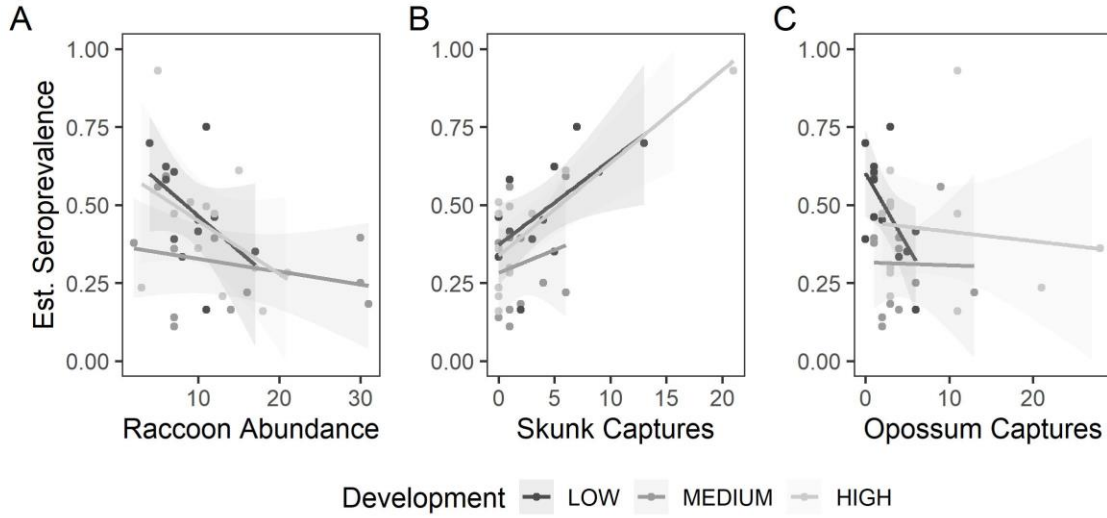 A
B
C
Est. Seroprevalence
1.00
0.75
0.50
0.25
0.00
10 20 30
Raccoon Abundance
1.00
0.75
0.50
0.25
0.00
0 5 10 15 20
Skunk Captures
1.00
0.75
0.50
0.25
0.00
0 10 20
Opossum Captures
Development LOW MEDIUM HIGH